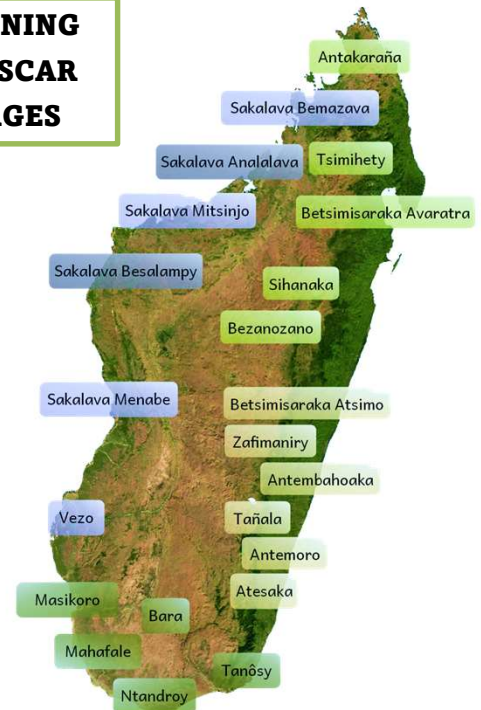 NING
SCAR
GES
Antakaraña
Sakalava Bemazava
Sakalava Analalava
Tsimihety
Sakalava Mitsinjo
Betsimisaraka Avaratra
Sakalava Besalampy
Sihanaka
Bezanozano
Sakalava Menabe
Betsimisaraka Atsimo
Zafimaniry
Antembahoaka
Vezo
Tañala
Antemoro
Atesaka
Masikoro
Bara
Mahafale
Tanôsy
Ntandroy